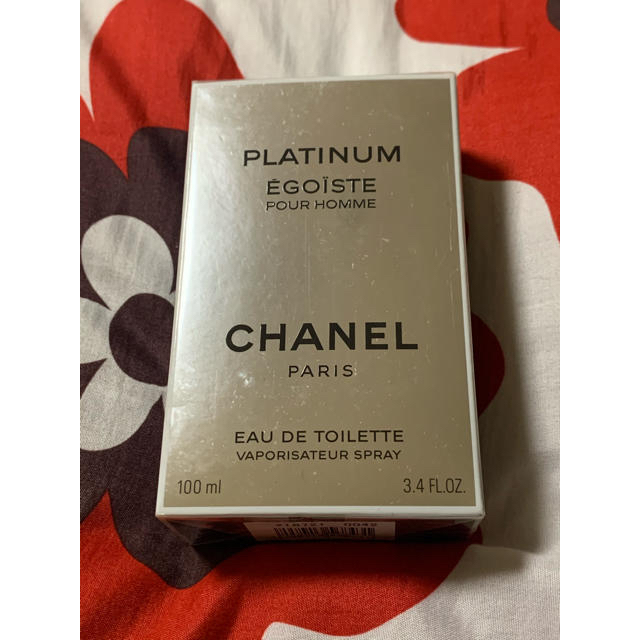 PLATINUM
ÉGOÏSTE
POUR HOMME
CHANEL
PARIS
EAU DE TOILETTE
VAPORISATEUR SPRAY
100 ml 3.4 FL.OZ.